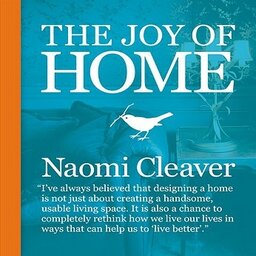 THE JOY OF
HOME
Naomi Cleaver
“I’ve always believed that designing a home
is not just about creating a handsome,
usable living space. It is also a chance to
completely rethink how we live our lives in
ways that can help us to ‘live better’.”